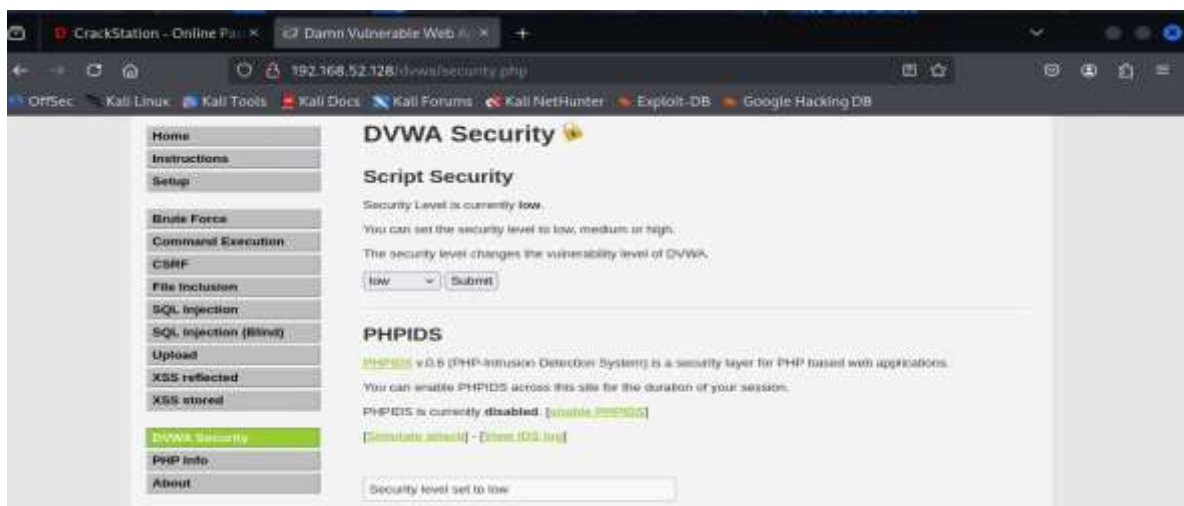 CrackStation - Online Pa
Damn Vulnerable Web A
192.168.52.128/dvwa/security.php
OffSec
Kali Linux
Kali Tools
Kali Docs
Kali Forums
Kali NetHunter
Exploit-DB
Google Hacking DB
Home
Instructions
Setup
Brute Force
Command Execution
CSRF
File Inclusion
SQL Injection
SQL Injection (Blind)
Upload
XSS reflected
XSS stored
DVWA Security
PHP Info
About
DVWA Security
Script Security
Security Level is currently low.
You can set the security level to low, medium or high.
The security level changes the vulnerability level of DVWA.
low
Submit
PHPIDS
PHPIDS v.0.6 (PHP-Intrusion Detection System) is a security layer for PHP based web applications.
You can enable PHPIDS across this site for the duration of your session.
PHPIDS is currently disabled. [enable PHPIDS]
[Simulate attack] - [View IDS log]
Security level set to low